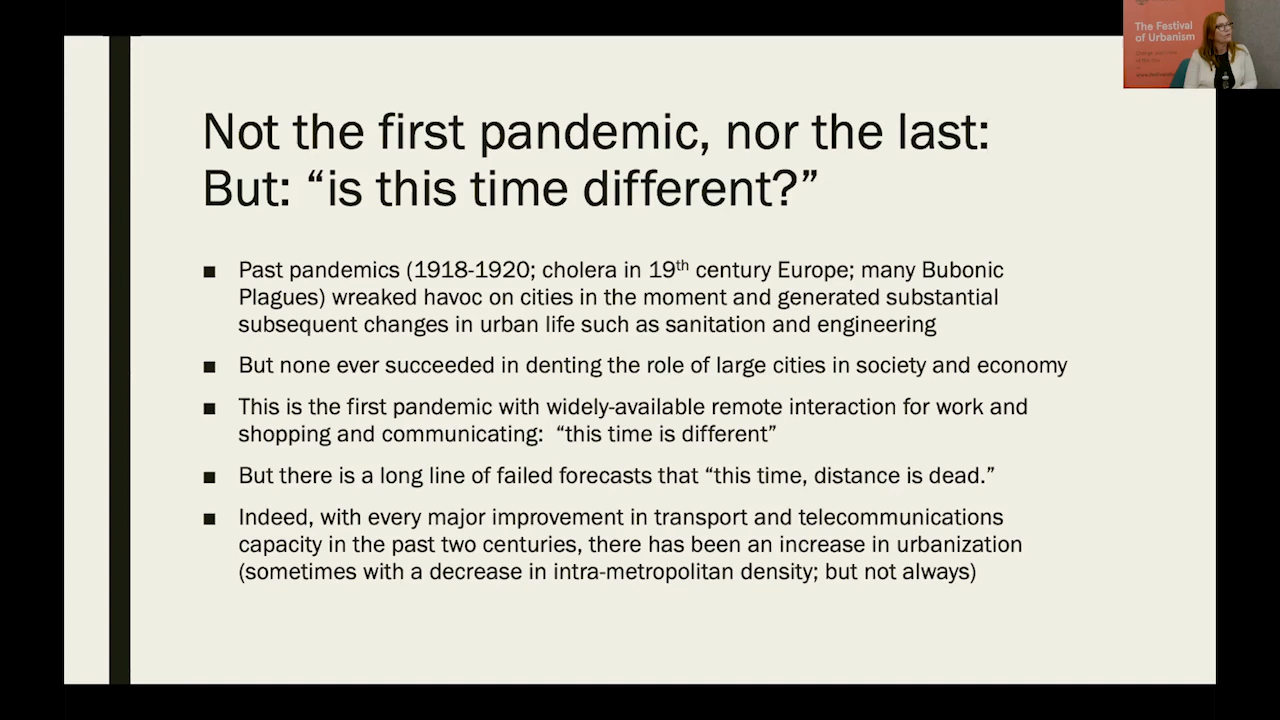 Not the first pandemic, nor the last:
But: “is this time different?”
■ Past pandemics (1918-1920; cholera in 19th century Europe; many Bubonic
Plagues) wreaked havoc on cities in the moment and generated substantial
subsequent changes in urban life such as sanitation and engineering
■ But none ever succeeded in denting the role of large cities in society and economy
■ This is the first pandemic with widely-available remote interaction for work and
shopping and communicating:  “this time is different”
■ But there is a long line of failed forecasts that “this time, distance is dead.”
■ Indeed, with every major improvement in transport and telecommunications
capacity in the past two centuries, there has been an increase in urbanization
(sometimes with a decrease in intra-metropolitan density; but not always)
The Festival
of Urbanism